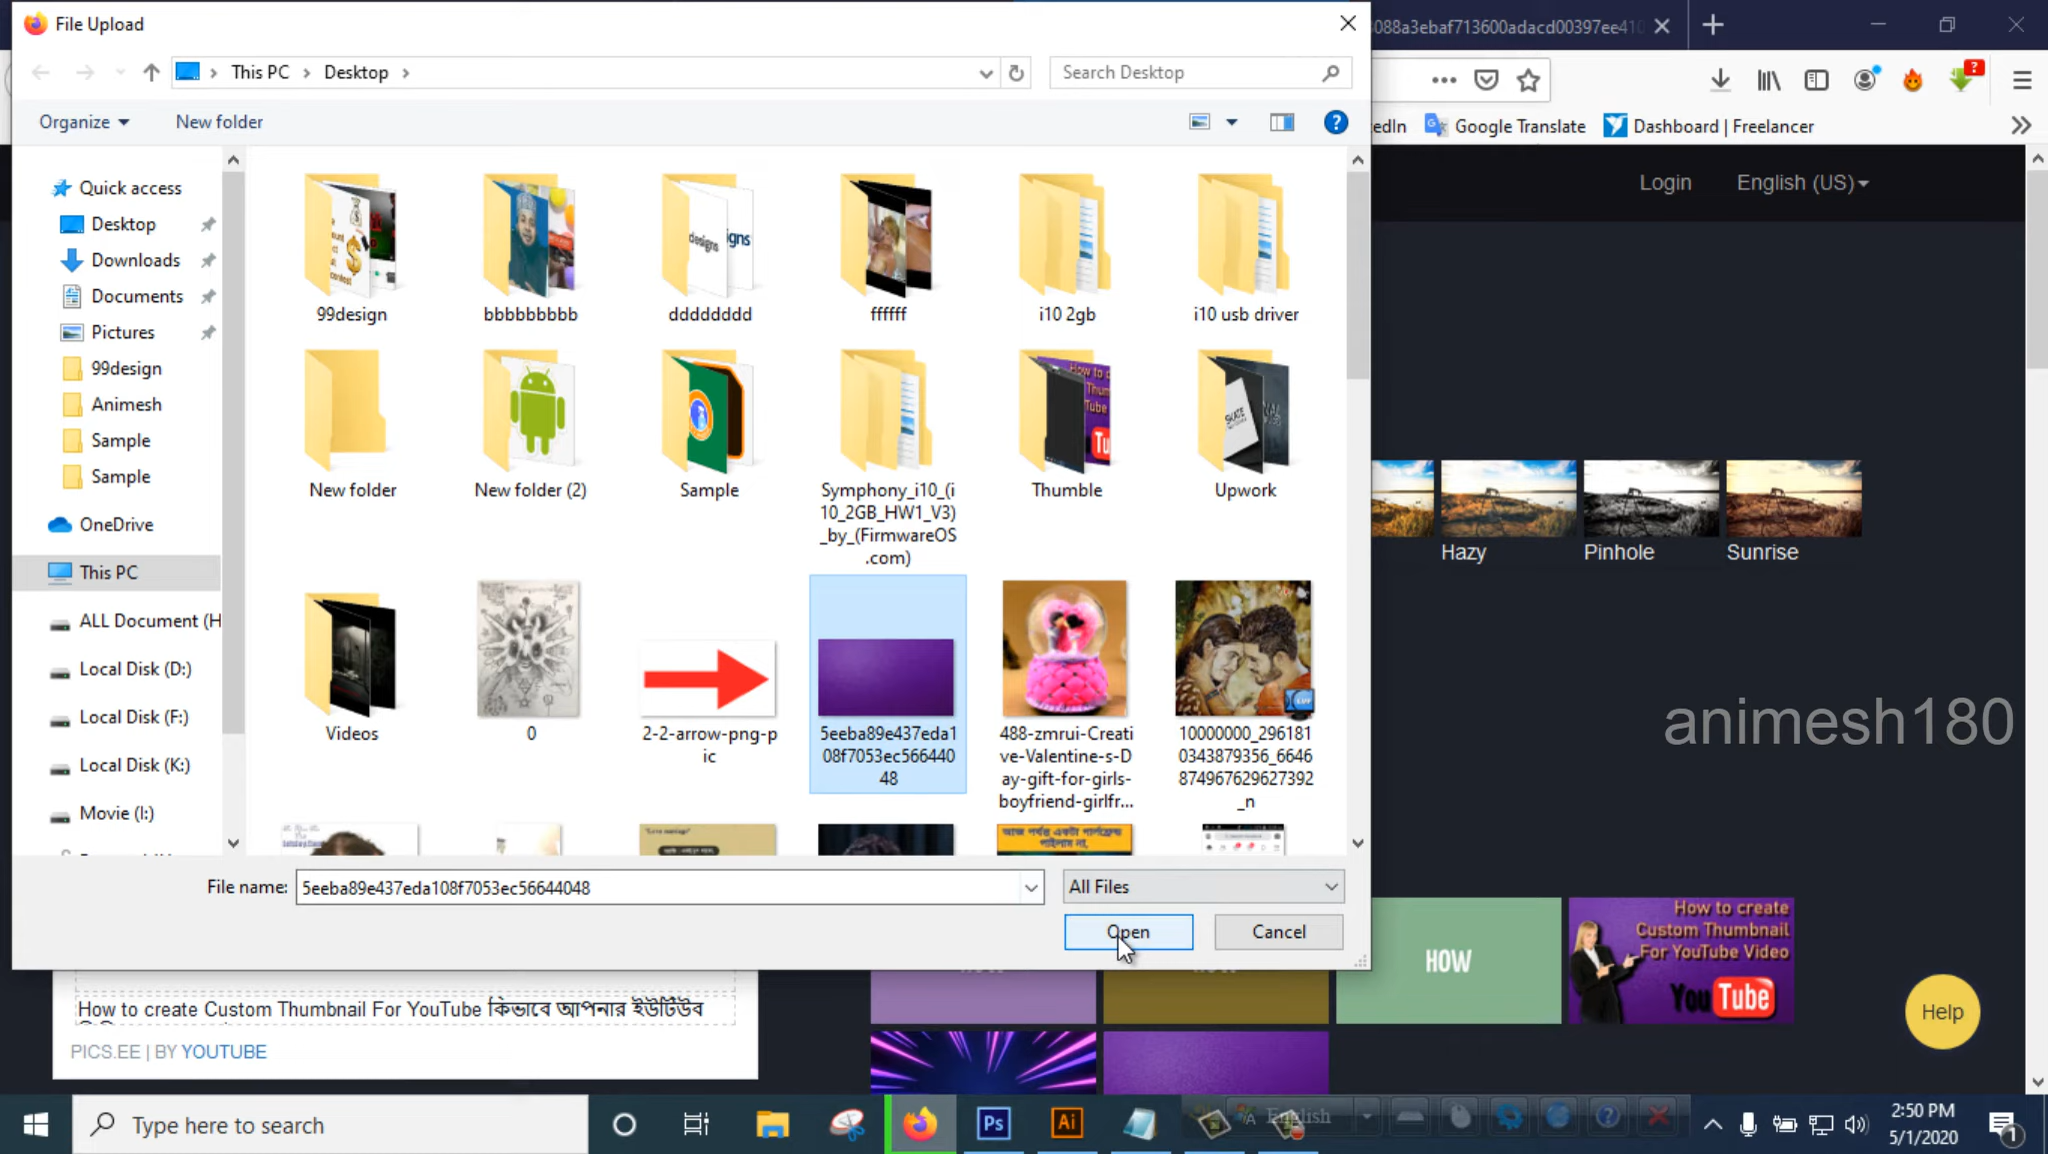 File Upload
088a3ebaf713600adacd00397ee410
This PC
Desktop
Search Desktop
Organize
New folder
?
edIn
Google Translate
Dashboard | Freelancer
Login
English (US)
Quick access
Desktop
Downloads
Documents
Pictures
99design
Animesh
Sample
Sample
OneDrive
This PC
ALL Document (H
Local Disk (D:)
Local Disk (F:)
Local Disk (K:)
Movie (I:)
99design
bbbbbbbbb
dddddddd
ffffff
i10 2gb
i10 usb driver
New folder
New folder (2)
Sample
Symphony_i10_(i
10_2GB_HW1_V3)
_by_(FirmwareOS
.com)
Thumble
Upwork
Videos
0
2-2-arrow-png-p
ic
5eeba89e437eda1
08f7053ec566440
48
488-zmrui-Creati
ve-Valentine-s-D
ay-gift-for-girls-
boyfriend-girlfr...
10000000_296181
0343879356_6646
874967629627392
_n
Hazy
Pinhole
Sunrise
animesh180
File name:
5eeba89e437eda108f7053ec56644048
All Files
Open
Cancel
HOW
How to create
Custom Thumbnail
For YouTube Video
YouTube
Help
How to create Custom Thumbnail For YouTube কিভাবে আপনার ইউটিউব
PICS.EE | BY YOUTUBE
Type here to search
Ps
Ai
English
2:50 PM
5/1/2020
1